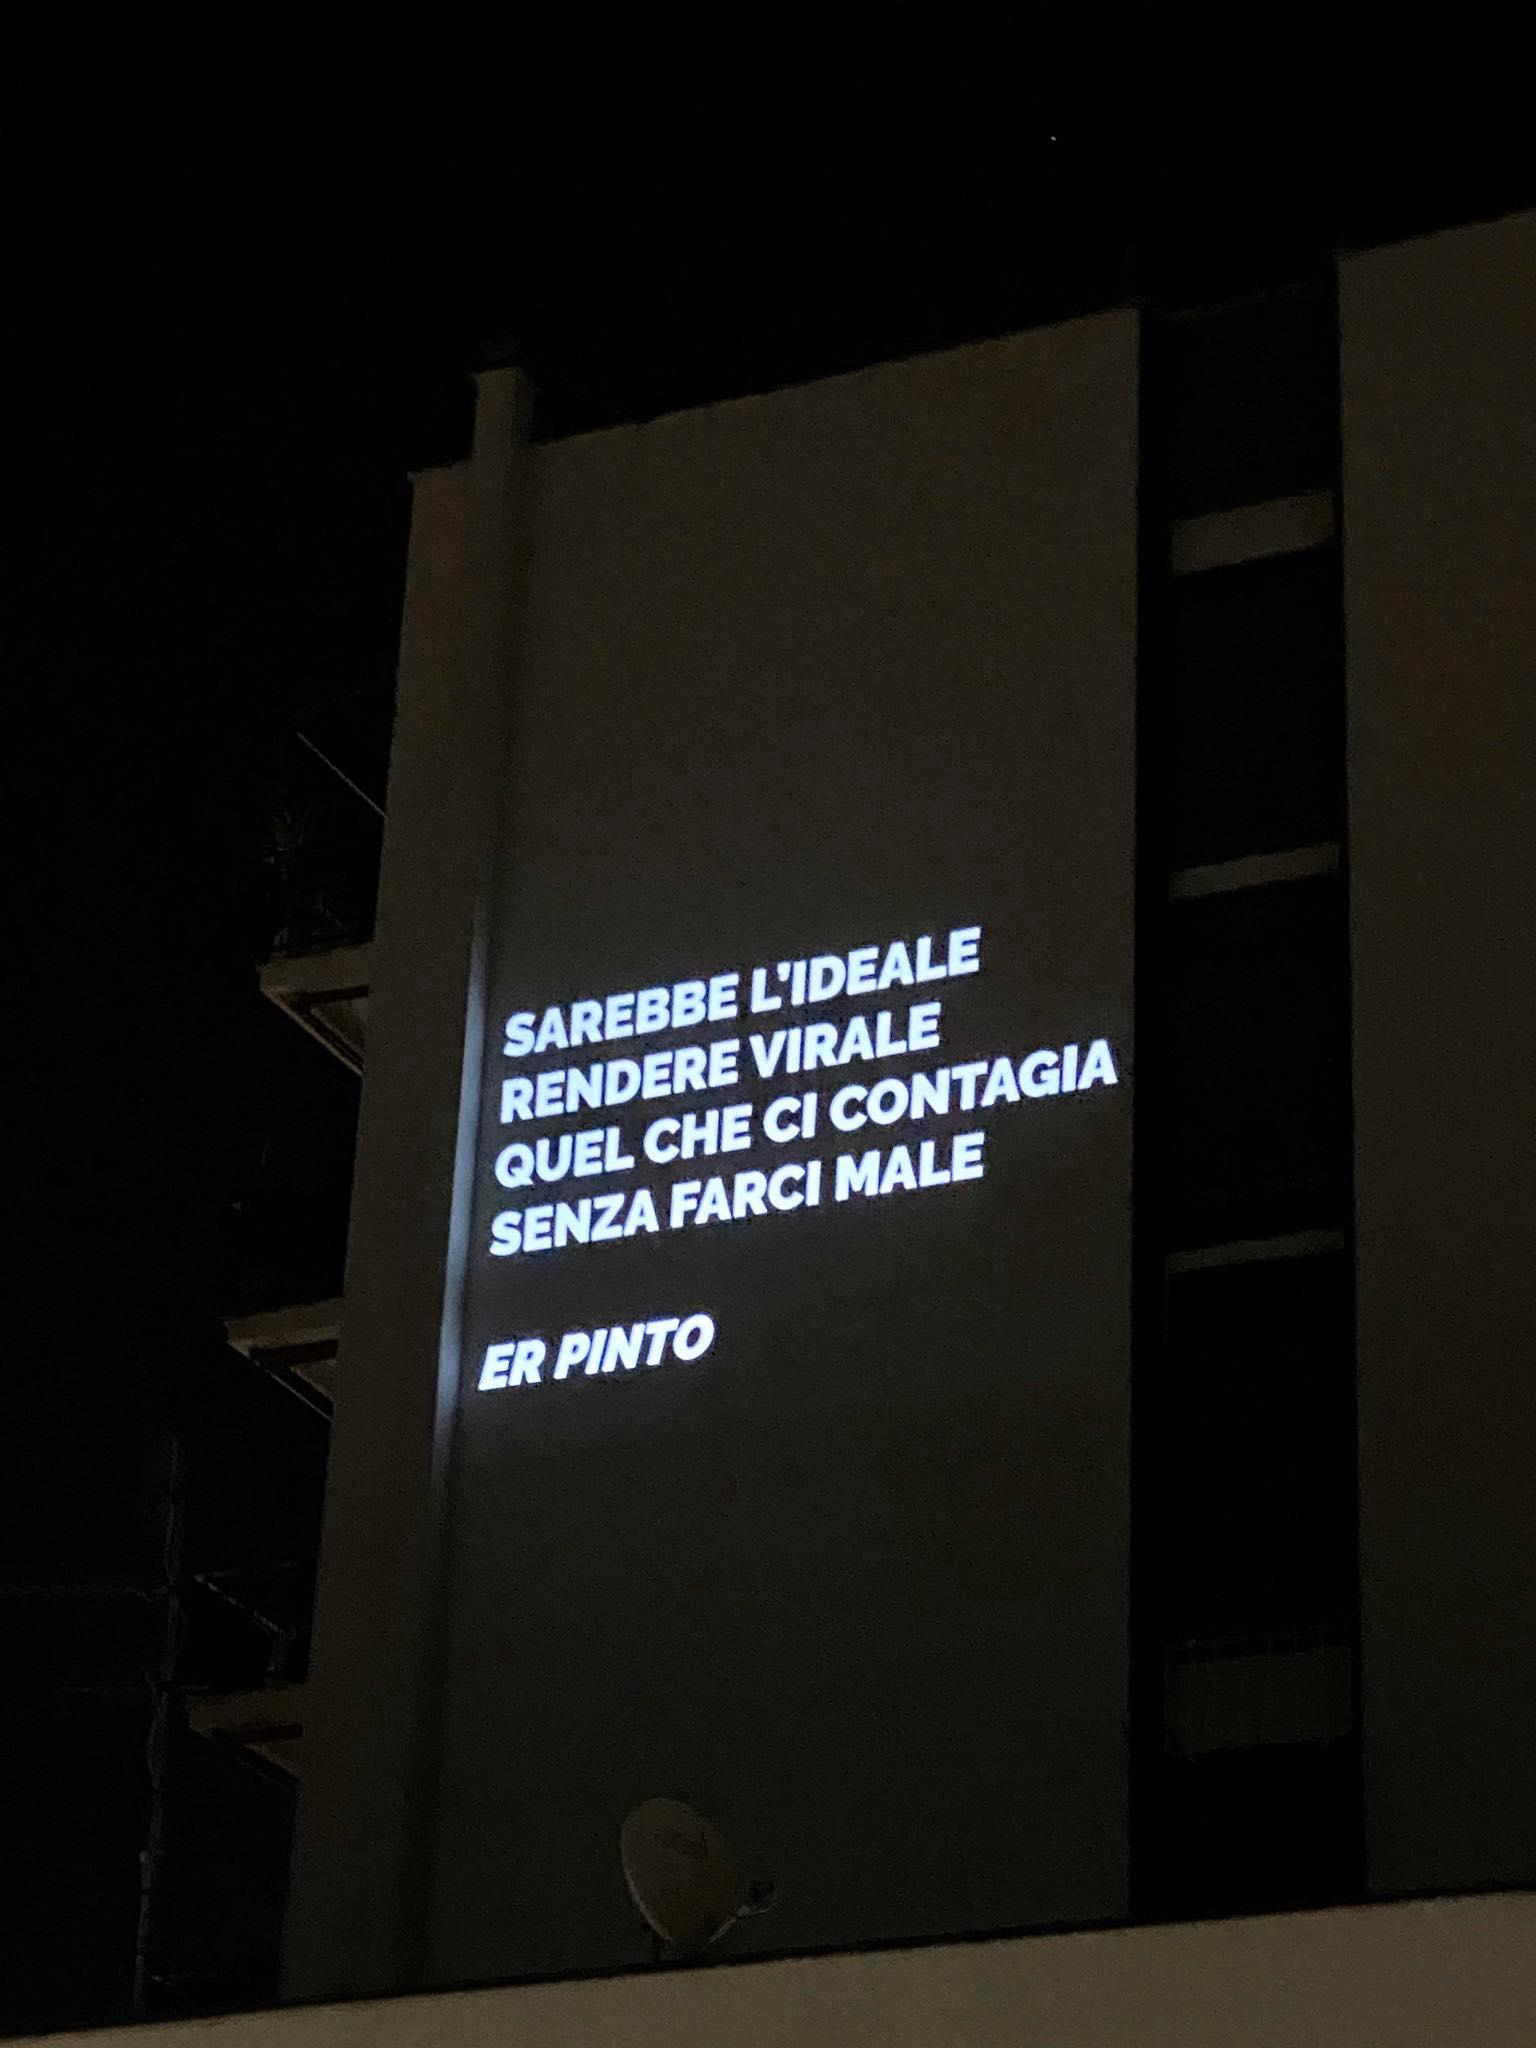 SAREBBE L'IDEALE
RENDERE VIRALE
QUEL CHE CI CONTAGIA
SENZA FARCI MALE
ER PINTO